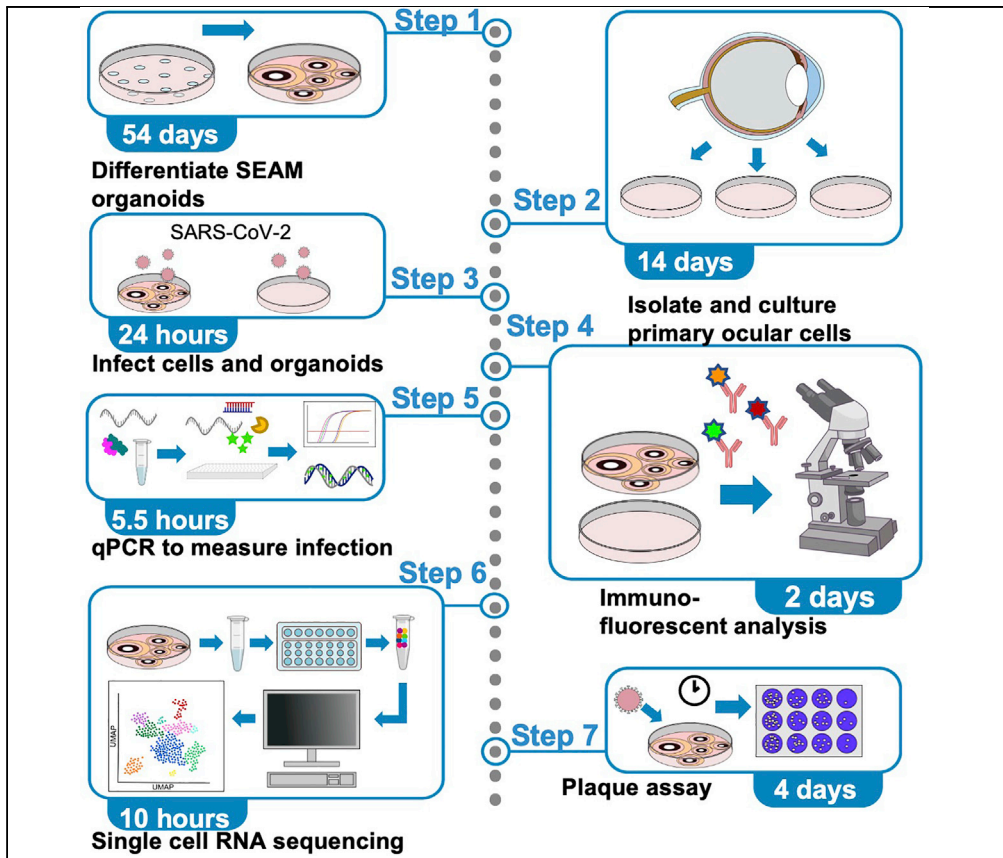 Step 1
54 days
Differentiate SEAM
organoids
Step 2
14 days
Isolate and culture
primary ocular cells
Step 3
SARS-CoV-2
24 hours
Infect cells and organoids
Step 4
2 days
Immuno-
fluorescent analysis
Step 5
5.5 hours
qPCR to measure infection
Step 6
UMAP
UMAP
10 hours
Single cell RNA sequencing
Step 7
Plaque assay
4 days